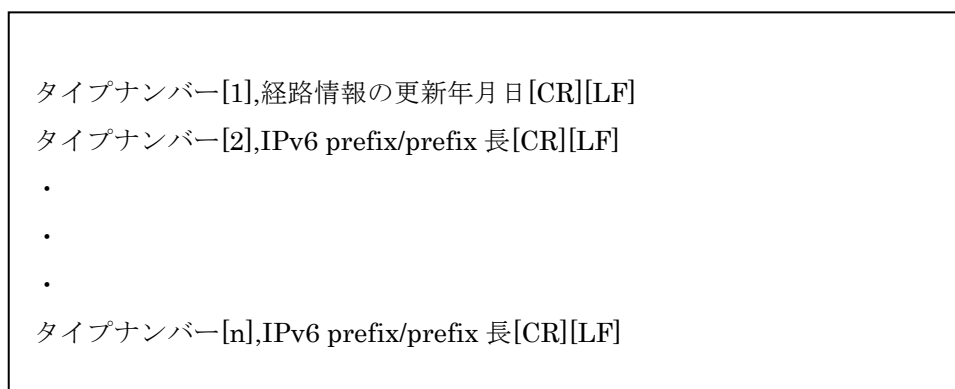 タイプナンバー[1],経路情報の更新年月日[CR][LF]
タイプナンバー[2],IPv6 prefix/prefix 長[CR][LF]
・
・
・
タイプナンバー[n],IPv6 prefix/prefix 長[CR][LF]